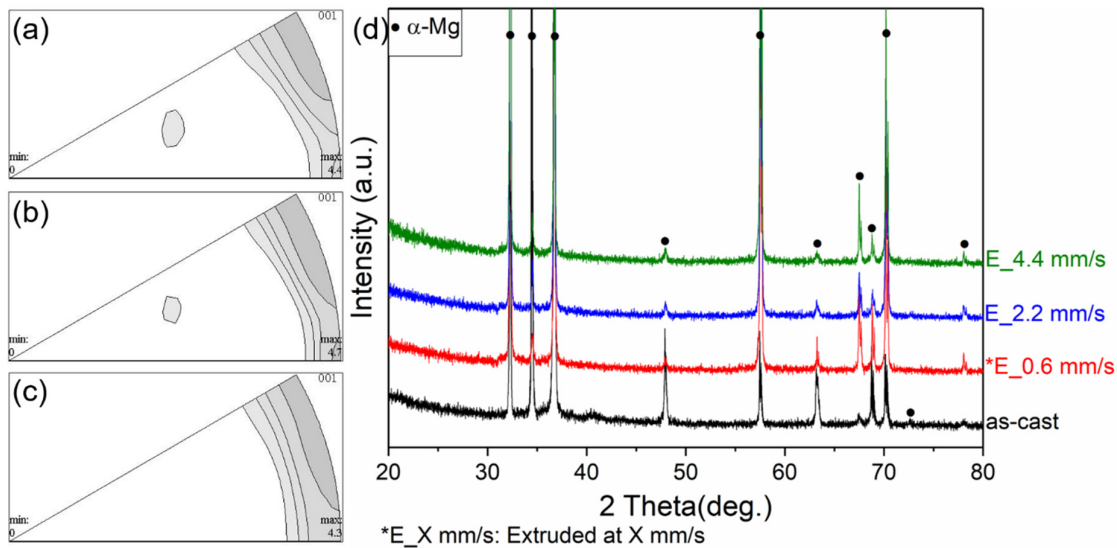 (a)
001
min:
0
max:
4.4
(b)
001
min:
0
max:
4.7
(c)
001
min:
0
max:
4.3
(d)
● α-Mg
Intensity (a.u.)
E_4.4 mm/s
E_2.2 mm/s
*E_0.6 mm/s
as-cast
20 30 40 50 60 70 80
2 Theta(deg.)
*E_X mm/s: Extruded at X mm/s